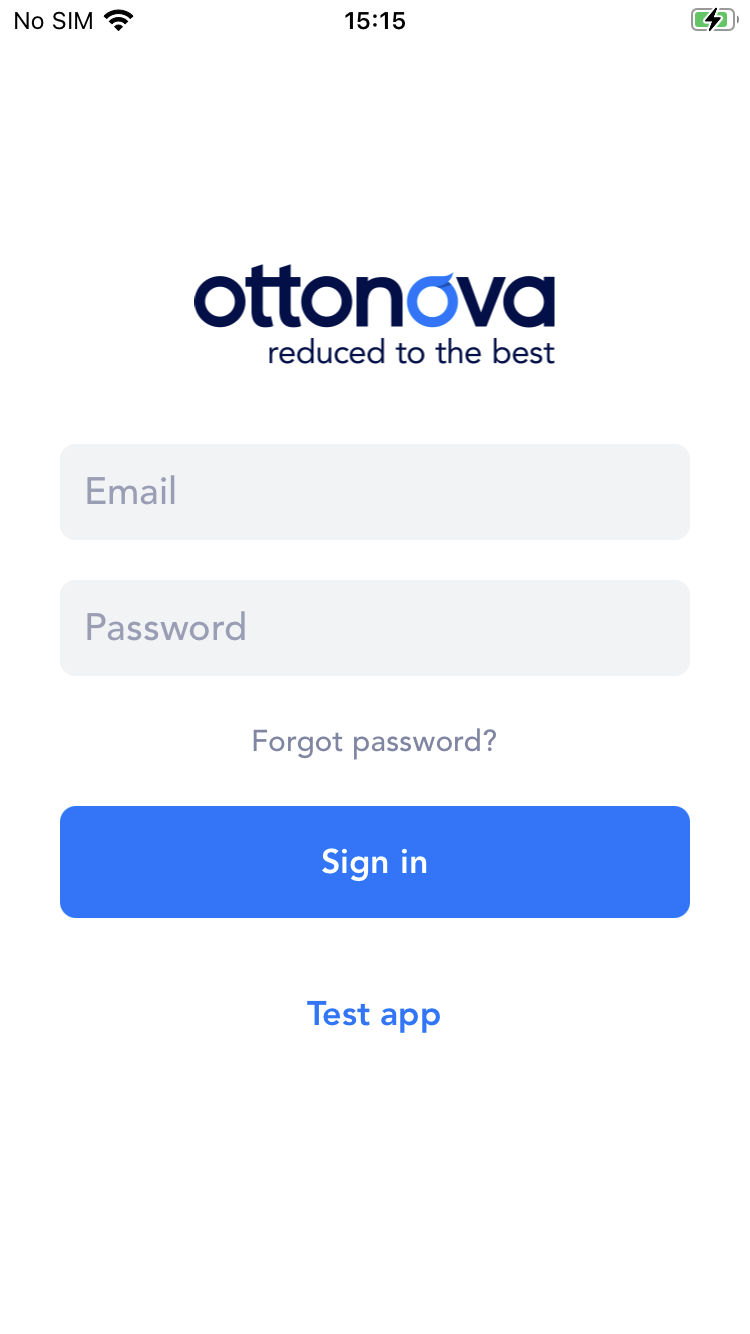 No SIM 15:15
ottonova
reduced to the best
Email
Password
Forgot password?
Sign in
Test app